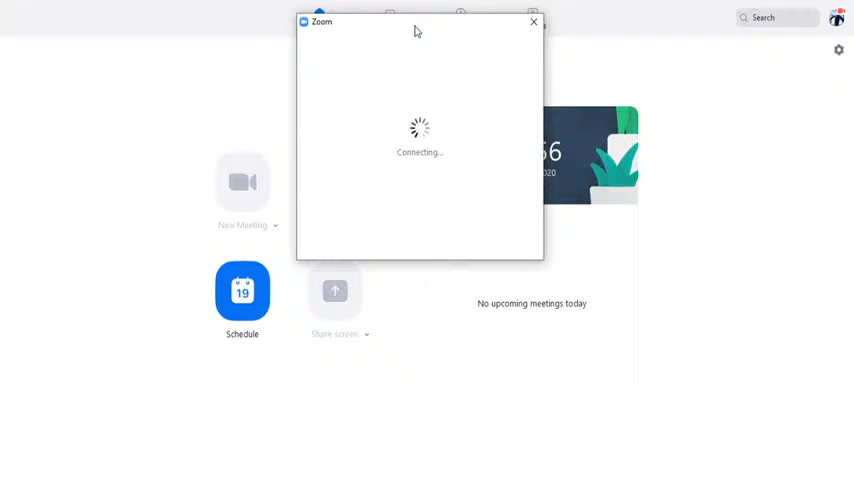 Zoom
Search
Connecting...
56
020
New Meeting
19
Schedule
Share screen
No upcoming meetings today